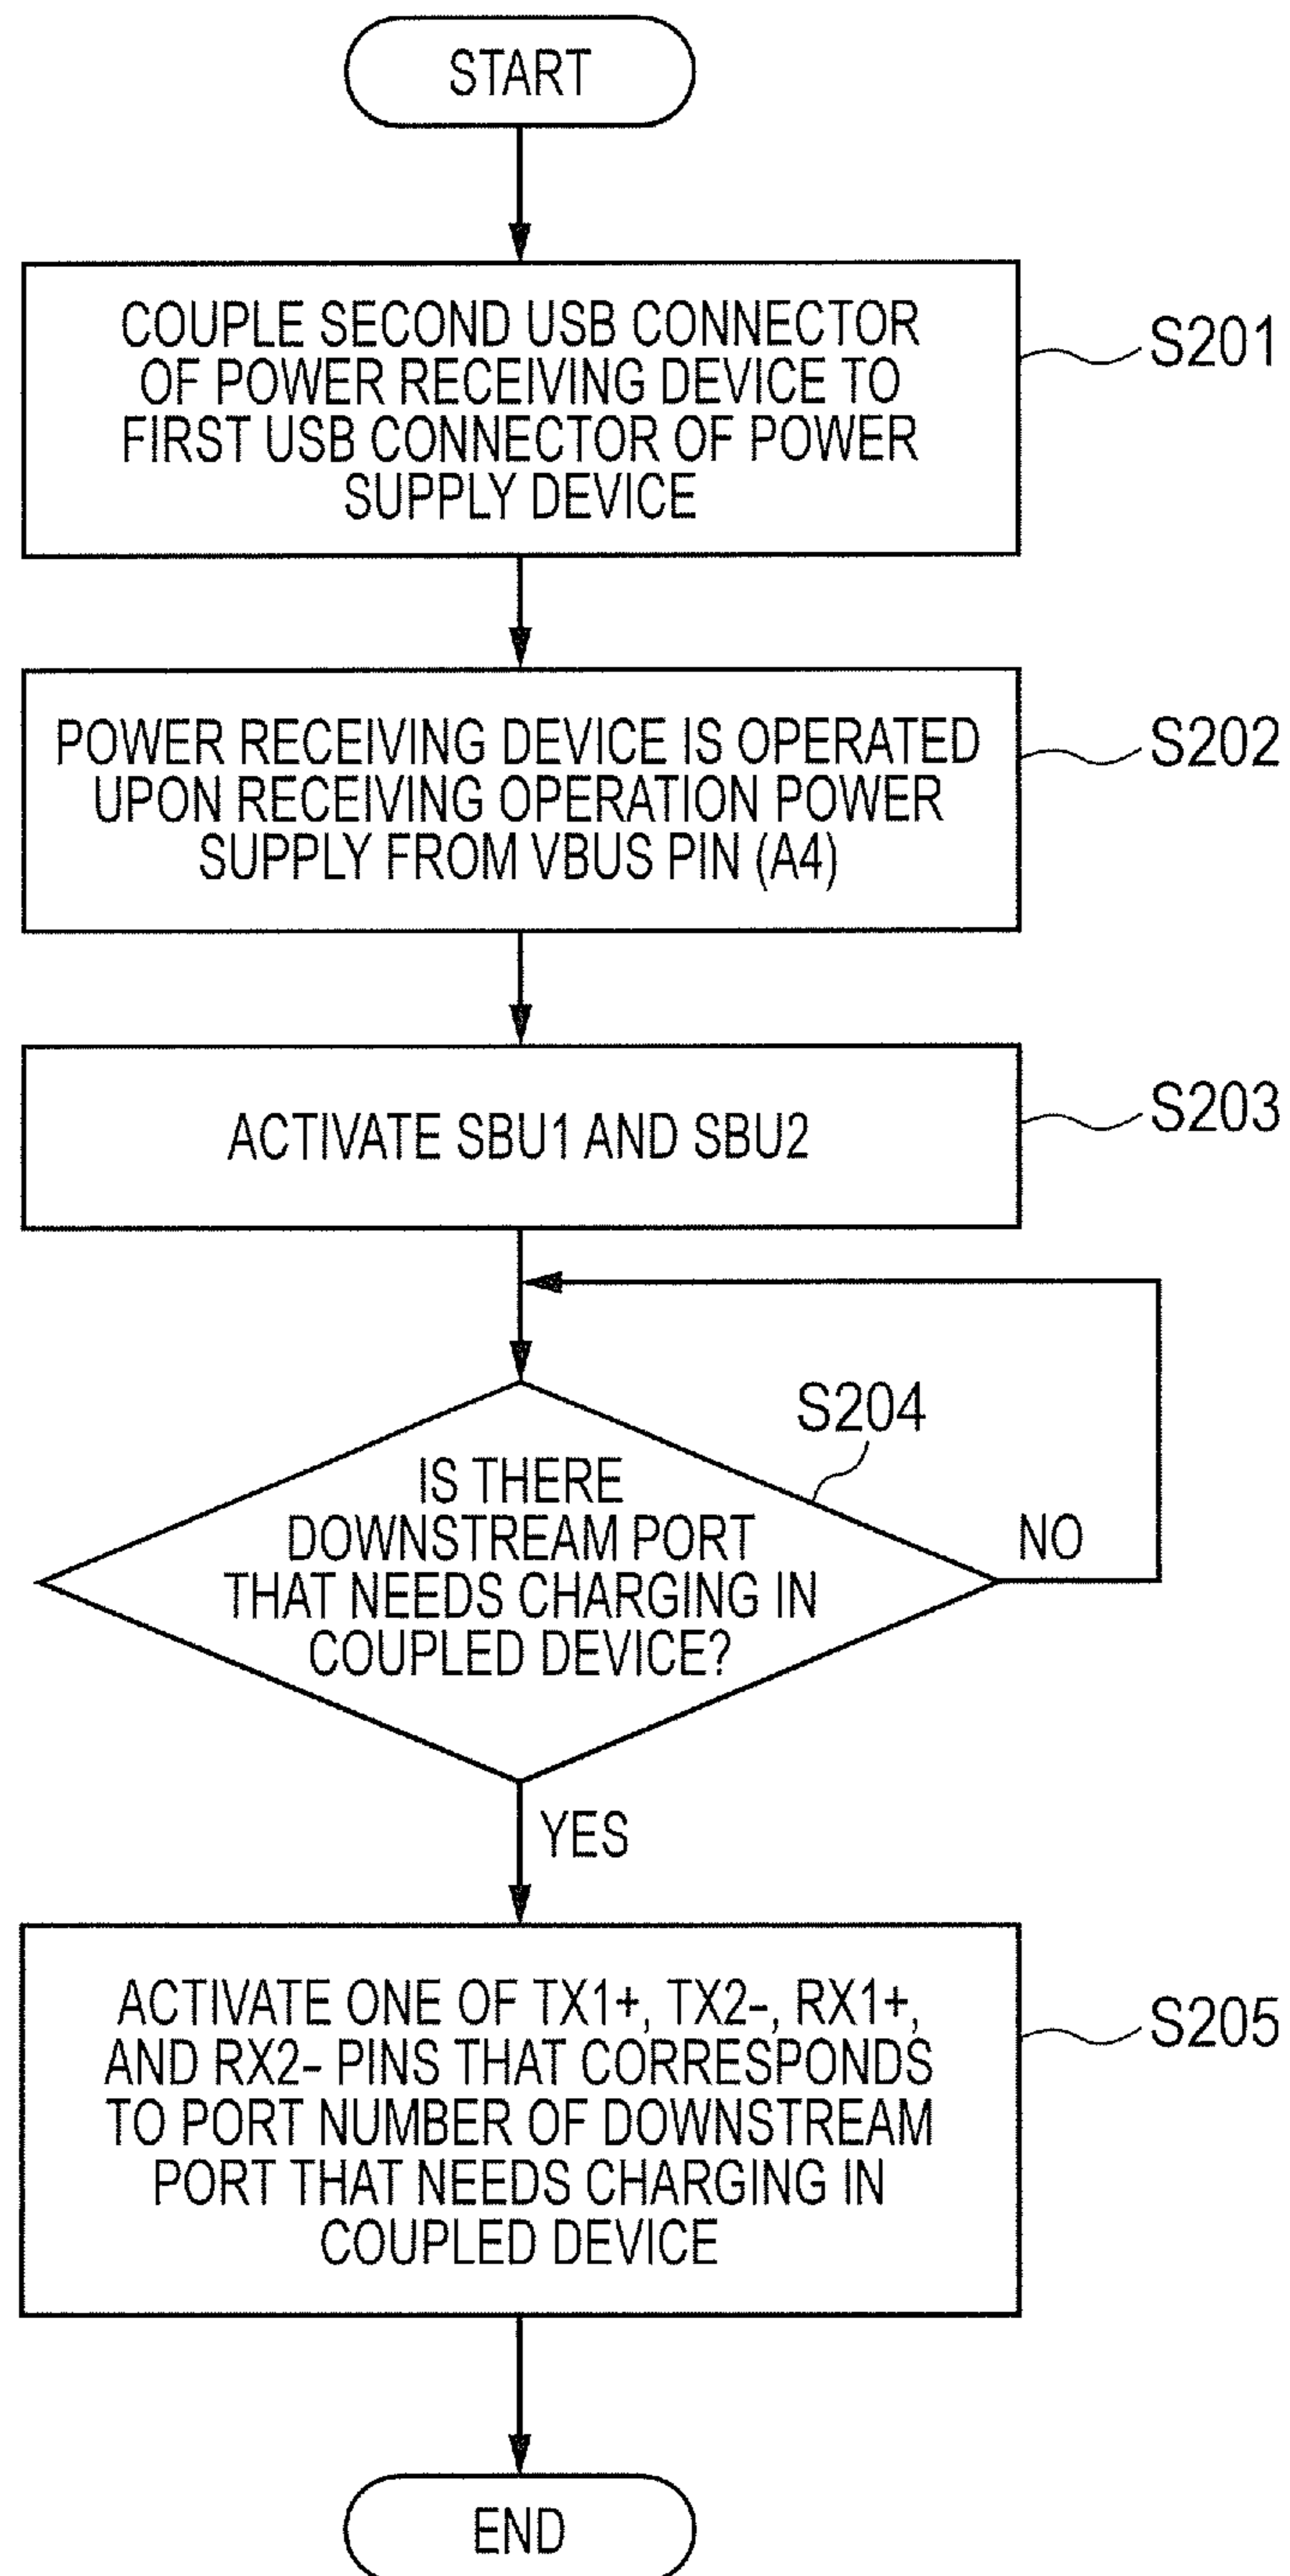 START
COUPLE SECOND USB CONNECTOR
OF POWER RECEIVING DEVICE TO
FIRST USB CONNECTOR OF POWER
SUPPLY DEVICE
S201
POWER RECEIVING DEVICE IS OPERATED
UPON RECEIVING OPERATION POWER
SUPPLY FROM VBUS PIN (A4)
S202
ACTIVATE SBU1 AND SBU2
S203
S204
IS THERE
DOWNSTREAM PORT
THAT NEEDS CHARGING IN
COUPLED DEVICE?
NO
YES
ACTIVATE ONE OF TX1+, TX2-, RX1+,
AND RX2- PINS THAT CORRESPONDS
TO PORT NUMBER OF DOWNSTREAM
PORT THAT NEEDS CHARGING IN
COUPLED DEVICE
S205
END